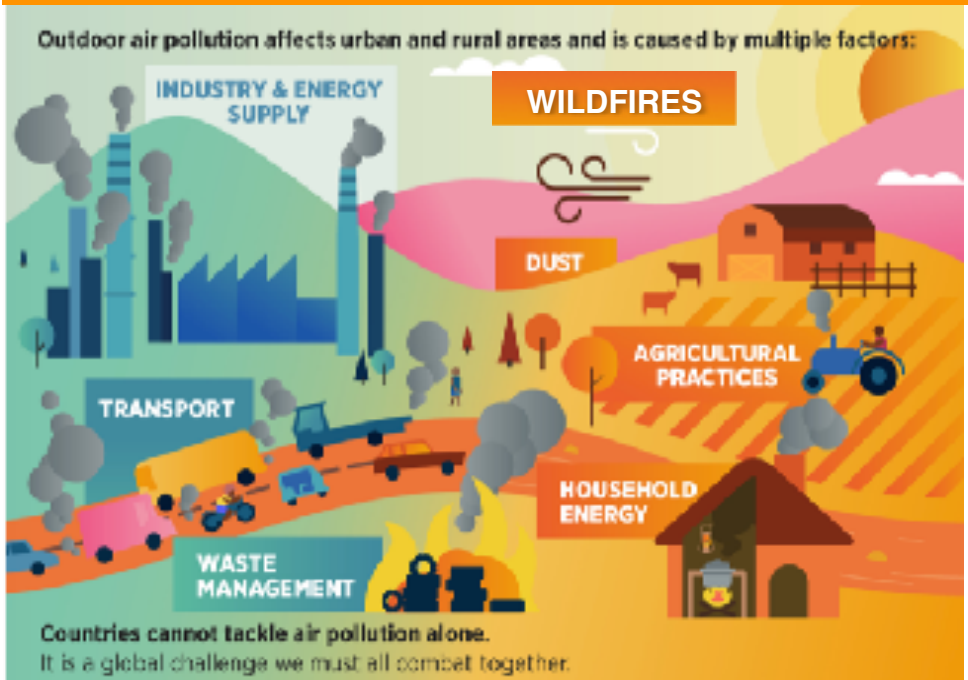 Outdoor air pollution affects urban and rural areas and is caused by multiple factors:
INDUSTRY & ENERGY
SUPPLY
WILDFIRES
DUST
AGRICULTURAL
PRACTICES
TRANSPORT
HOUSEHOLD
ENERGY
WASTE
MANAGEMENT
Countries cannot tackle air pollution alone.
It is a global challenge we must all combat together.